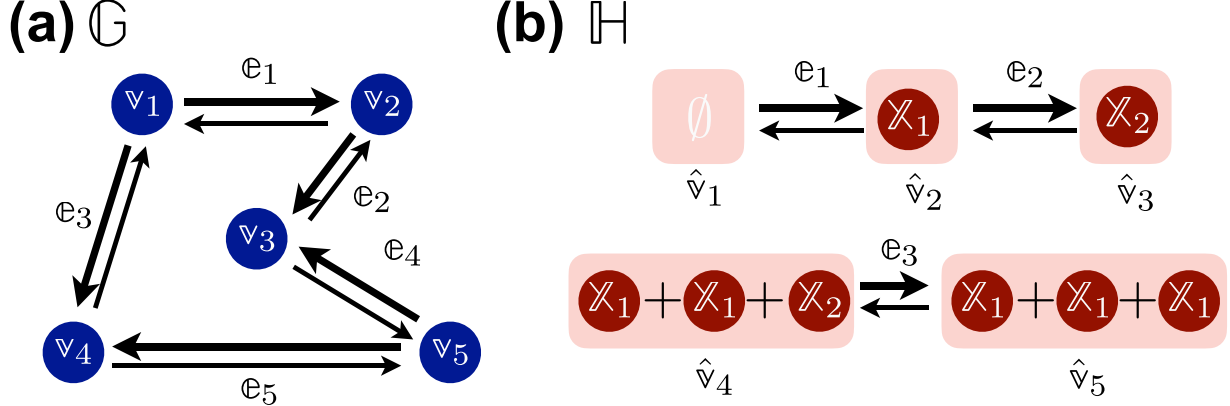 (a) 𝔾
𝕖₁
𝕧₁ 𝕧₂
𝕖₃ 𝕖₂
𝕧₃ 𝕖₄
𝕧₄ 𝕧₅
𝕖₅
(b) ℍ
𝕖₁ 𝕖₂
∅ 𝕏₁ 𝕏₂
𝕧̂₁ 𝕧̂₂ 𝕧̂₃
𝕖₃
𝕏₁+𝕏₁+𝕏₂ 𝕏₁+𝕏₁+𝕏₁
𝕧̂₄ 𝕧̂₅